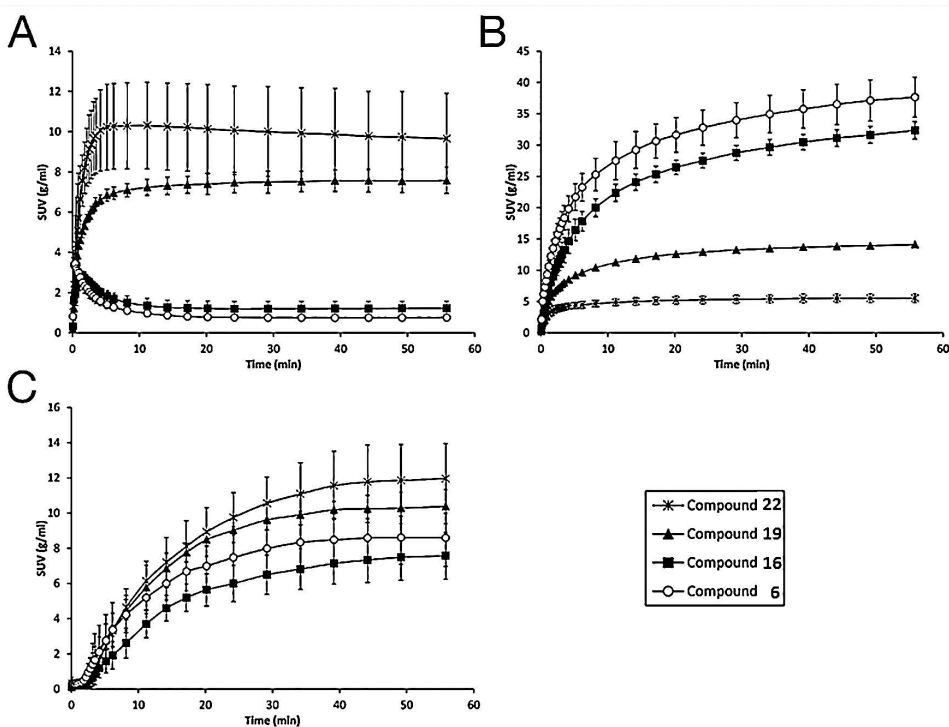 A
14
12
10
8
6
4
2
0
SUV (g/ml)
0 10 20 30 40 50 60
Time (min)
B
45
40
35
30
25
20
15
10
5
0
SUV (g/ml)
0 10 20 30 40 50 60
Time (min)
C
16
14
12
10
8
6
4
2
0
SUV (g/ml)
0 10 20 30 40 50 60
Time (min)
Compound 22
Compound 19
Compound 16
Compound 6